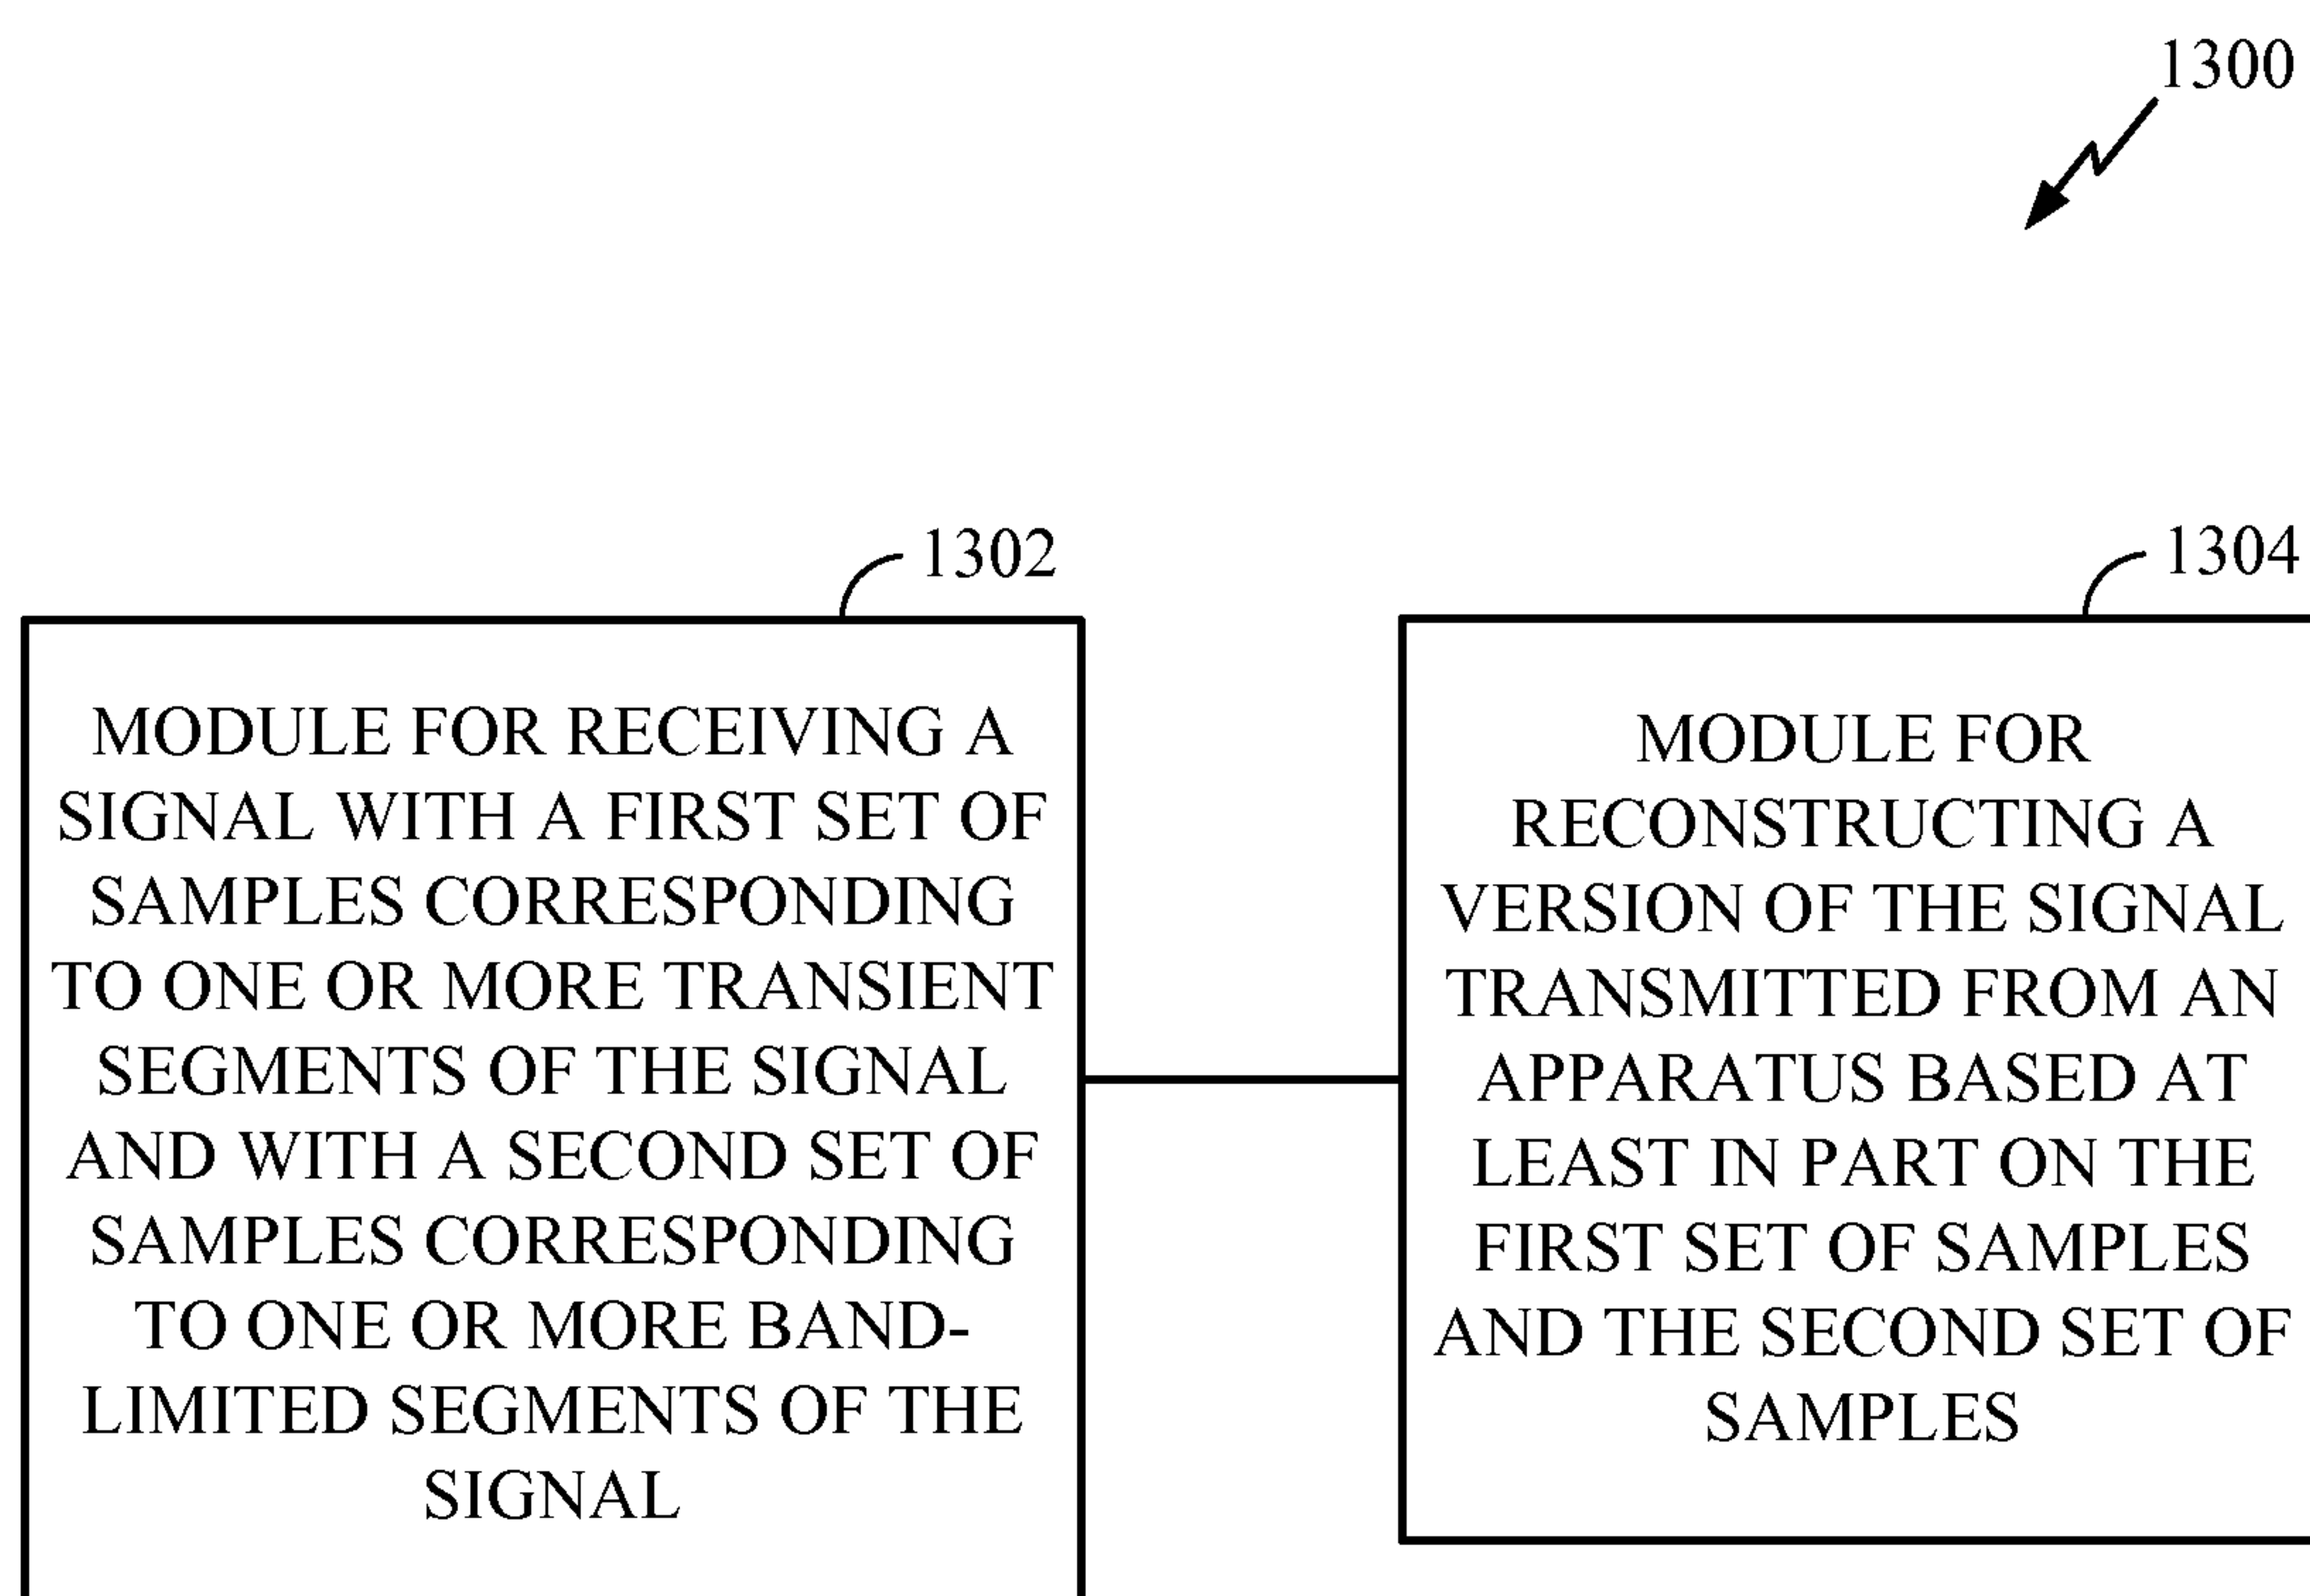 1300
1302
MODULE FOR RECEIVING A
SIGNAL WITH A FIRST SET OF
SAMPLES CORRESPONDING
TO ONE OR MORE TRANSIENT
SEGMENTS OF THE SIGNAL
AND WITH A SECOND SET OF
SAMPLES CORRESPONDING
TO ONE OR MORE BAND-
LIMITED SEGMENTS OF THE
SIGNAL
1304
MODULE FOR
RECONSTRUCTING A
VERSION OF THE SIGNAL
TRANSMITTED FROM AN
APPARATUS BASED AT
LEAST IN PART ON THE
FIRST SET OF SAMPLES
AND THE SECOND SET OF
SAMPLES